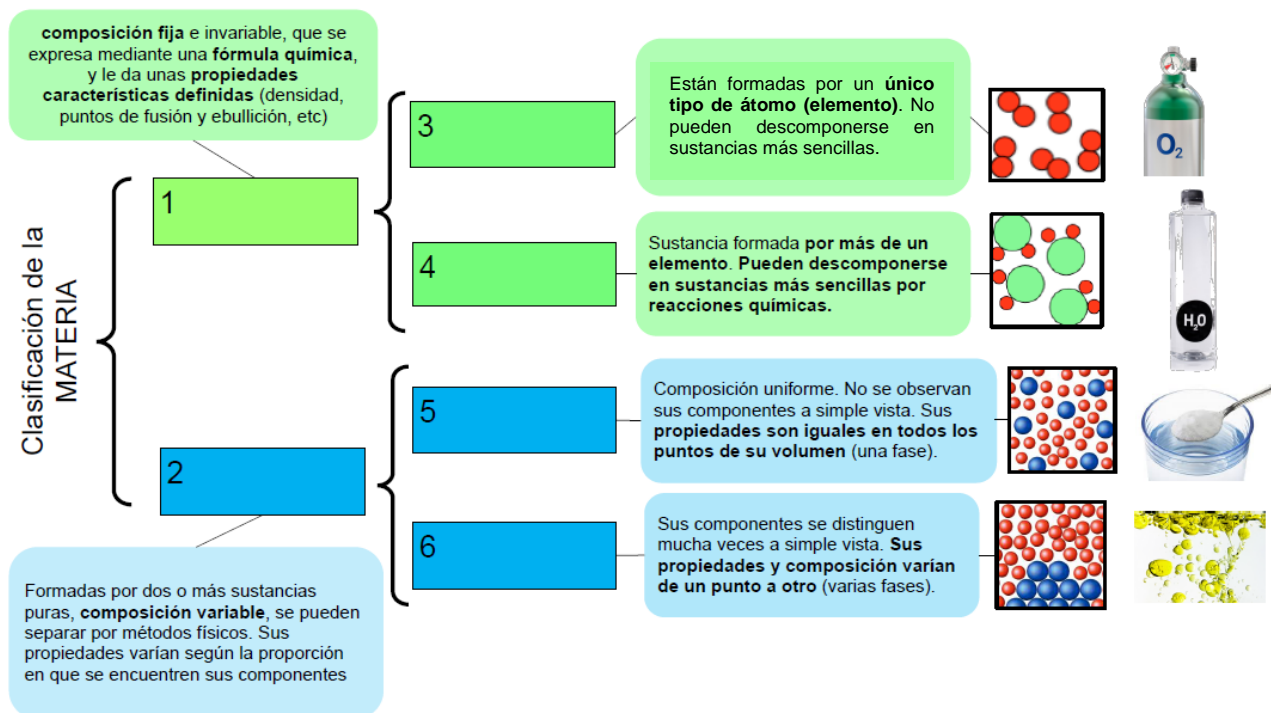 composición fija e invariable, que se
expresa mediante una fórmula química,
y le da unas propiedades
características definidas (densidad,
puntos de fusión y ebullición, etc)
Clasificación de la
MATERIA
1
3
Están formadas por un único
tipo de átomo (elemento). No
pueden descomponerse en
sustancias más sencillas.
O2
4
Sustancia formada por más de un
elemento. Pueden descomponerse
en sustancias más sencillas por
reacciones químicas.
H2O
2
5
Composición uniforme. No se observan
sus componentes a simple vista. Sus
propiedades son iguales en todos los
puntos de su volumen (una fase).
6
Sus componentes se distinguen
mucha veces a simple vista. Sus
propiedades y composición varían
de un punto a otro (varias fases).
Formadas por dos o más sustancias
puras, composición variable, se pueden
separar por métodos físicos. Sus
propiedades varían según la proporción
en que se encuentren sus componentes